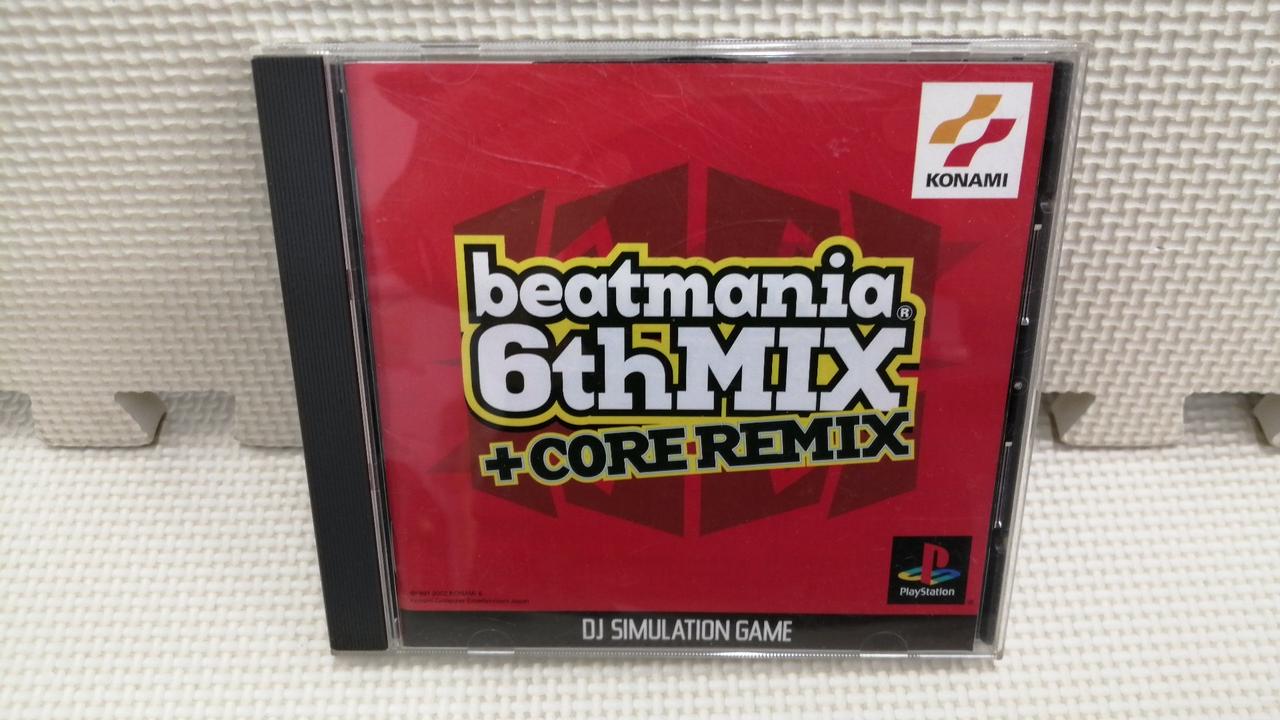 KONAMI
beatmania®
6thMIX
+CORE REMIX
PlayStation
DJ SIMULATION GAME